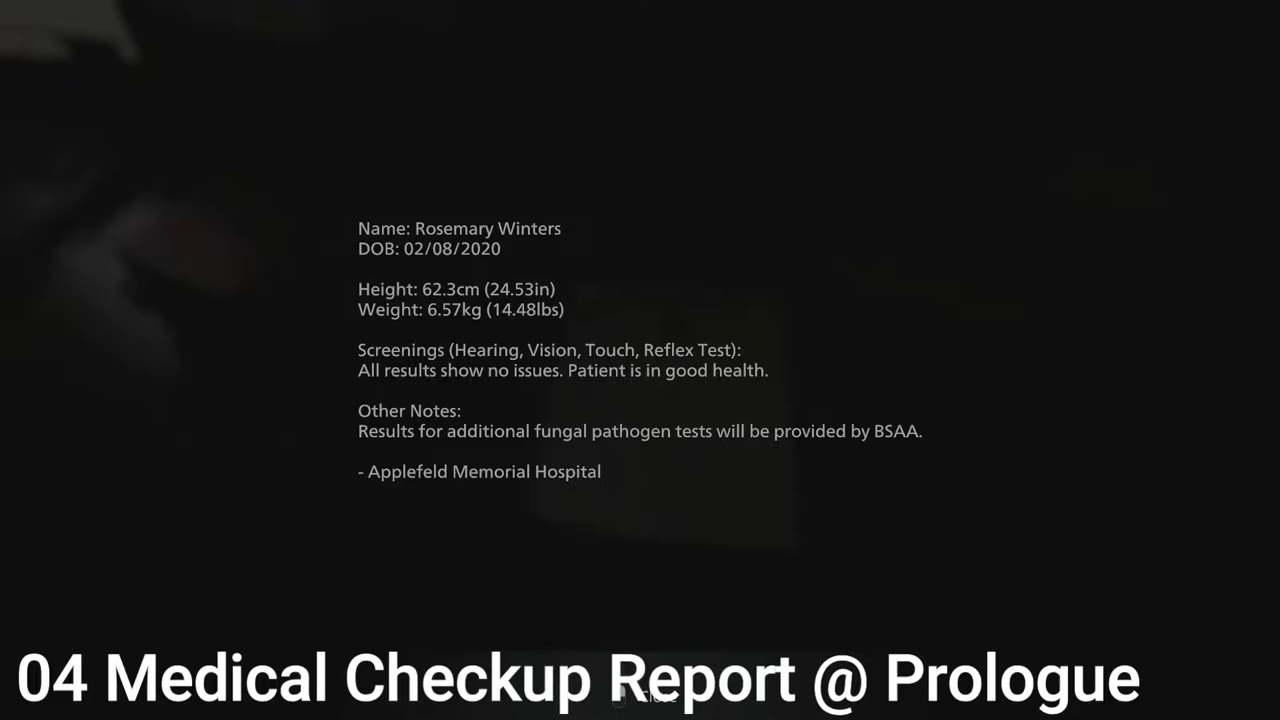 Name: Rosemary Winters
DOB: 02/08/2020
Height: 62.3cm (24.53in)
Weight: 6.57kg (14.48lbs)
Screenings (Hearing, Vision, Touch, Reflex Test):
All results show no issues. Patient is in good health.
Other Notes:
Results for additional fungal pathogen tests will be provided by BSAA.
- Applefeld Memorial Hospital
04 Medical Checkup Report @ Prologue